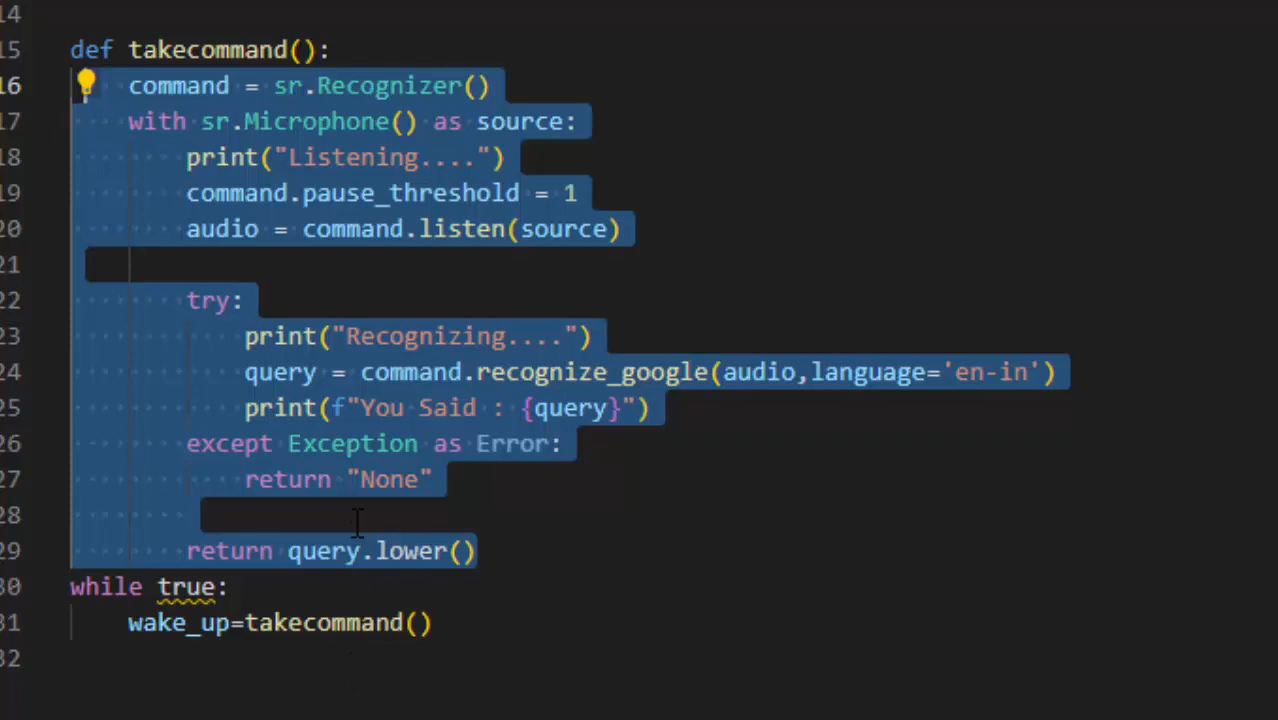 14
15 def takecommand():
16     command = sr.Recognizer()
17     with sr.Microphone() as source:
18         print("Listening....")
19         command.pause_threshold = 1
20         audio = command.listen(source)
21
22         try:
23             print("Recognizing....")
24             query = command.recognize_google(audio,language='en-in')
25             print(f"You Said : {query}")
26         except Exception as Error:
27             return "None"
28
29         return query.lower()
30 while true:
31     wake_up=takecommand()
32